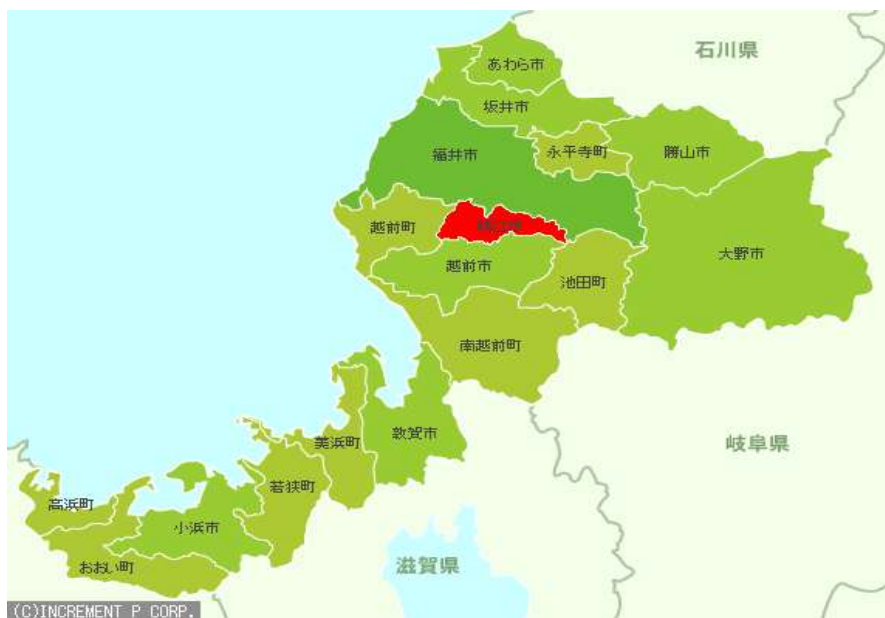 石川県
あわら市
坂井市
福井市
永平寺町
勝山市
越前町
大野市
越前市
池田町
南越前町
敦賀市
美浜町
岐阜県
若狭町
高浜町
小浜市
おおい町
滋賀県
(C)INCREMENT P CORP.